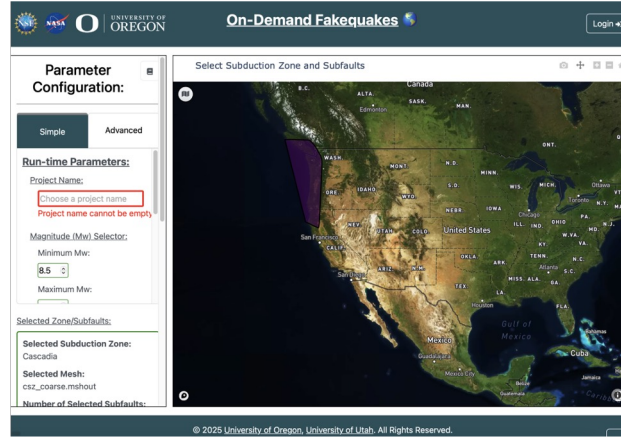 NSF
NASA
UNIVERSITY OF
OREGON
On-Demand Fakequakes
Login
Parameter
Configuration:
Simple
Advanced
Run-time Parameters:
Project Name:
Choose a project name
Project name cannot be empty
Magnitude (Mw) Selector:
Minimum Mw:
8.5
Maximum Mw:
Selected Zone/Subfaults:
Selected Subduction Zone:
Cascadia
Selected Mesh:
ssz_coarse.mshout
Number of Selected Subfaults:
Select Subduction Zone and Subfaults
Canada
B.C.
ALTA.
Edmonton
SASK.
MAN.
ONT.
WASH.
MONT.
N.D.
MINN.
ORE.
IDAHO
WYO.
S.D.
WIS.
MICH.
Ottawa
Toronto
VT
N.Y.
NEBR.
IOWA
Chicago
NEV.
UTAH
COLO.
United States
ILL.
IND.
OHIO
PA.
MD.
N.J.
San Francisco
CALIF.
W.VA.
KY.
VA.
San Diego
ARIZ.
N.M.
OKLA.
ARK.
TENN.
N.C.
Atlanta
S.C.
MISS.
ALA.
GA.
TEX.
LA.
Houston
FLA.
Gulf of
Mexico
Bahamas
Mexico
Cuba
Guadalajara
Mexico City
Belize
Jamaica
Guatemala
© 2025 University of Oregon, University of Utah. All Rights Reserved.